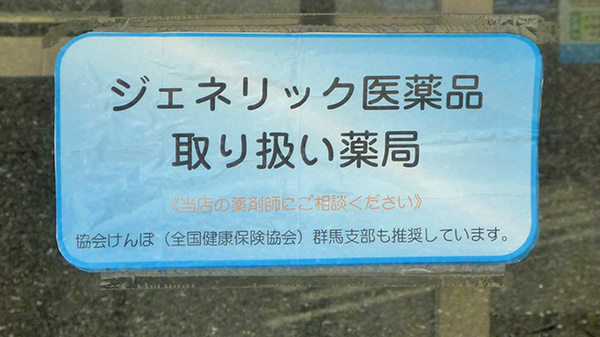 ジェネリック医薬品
取り扱い薬局
《当店の薬剤師にご相談ください》
協会けんぽ（全国健康保険協会）群馬支部も推奨しています。